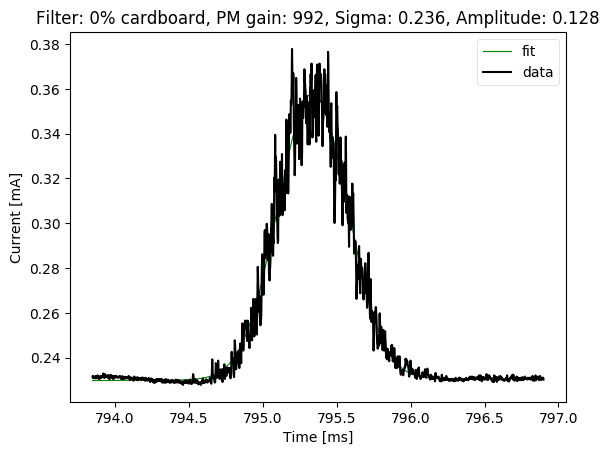 Filter: 0% cardboard, PM gain: 992, Sigma: 0.236, Amplitude: 0.128
fit
data
0.38
0.36
0.34
0.32
0.30
0.28
0.26
0.24
Current [mA]
794.0 794.5 795.0 795.5 796.0 796.5 797.0
Time [ms]